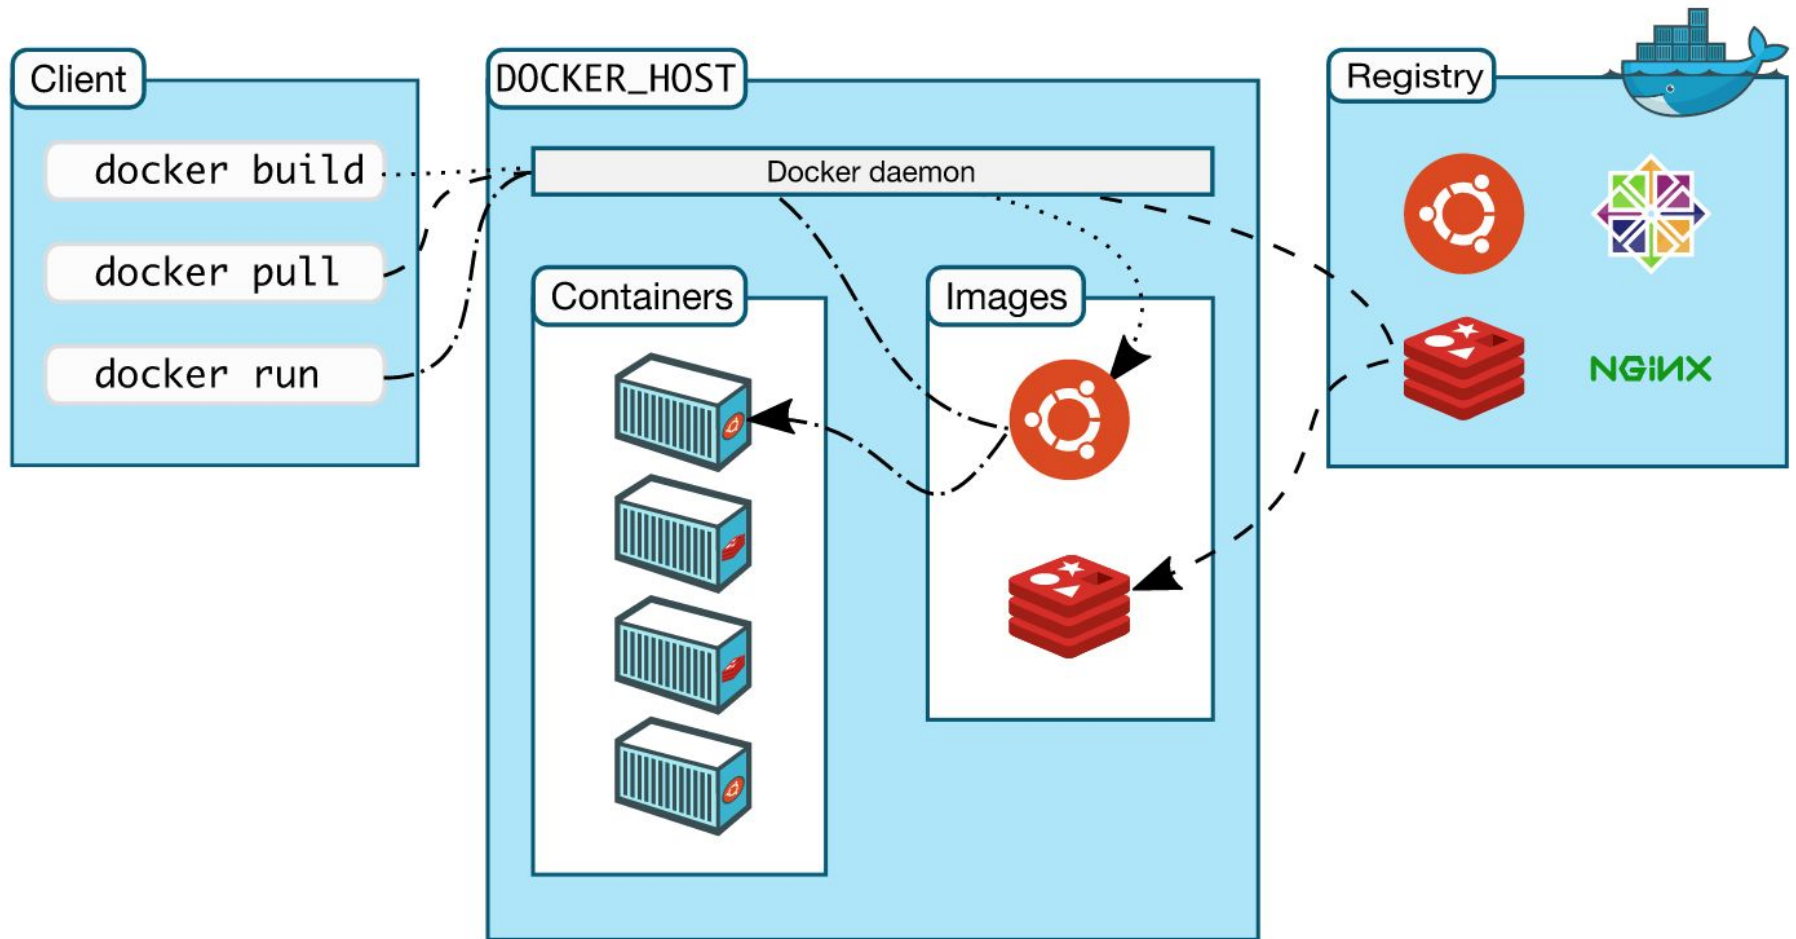 Client
docker build
docker pull
docker run
DOCKER_HOST
Docker daemon
Containers
Images
Registry
NGiNX